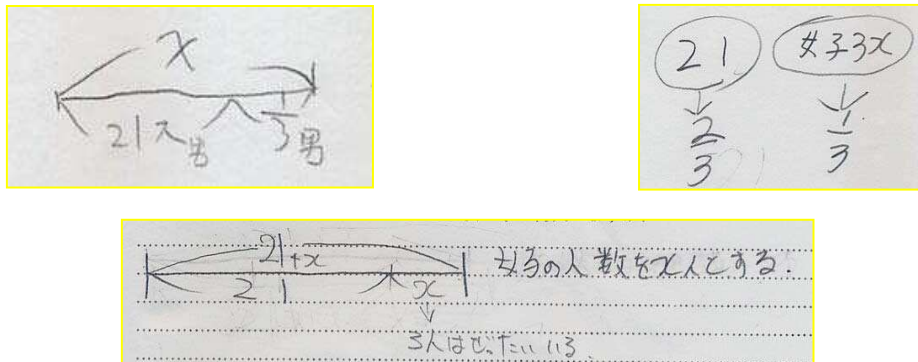 x
21人男
1/3男
21
女子3x
2/3
1/3
21+x
21
x
女子の人数をx人とする.
3人はぜったいいる